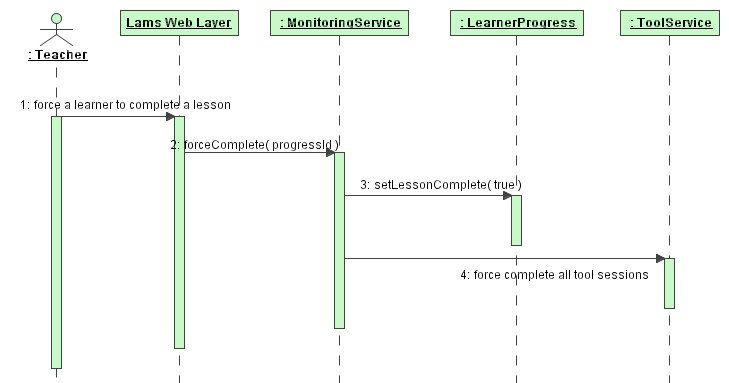 Lams Web Layer
: MonitoringService
: LearnerProgress
: ToolService
: Teacher
1: force a learner to complete a lesson
2: forceComplete( progressId )
3: setLessonComplete( true )
4: force complete all tool sessions